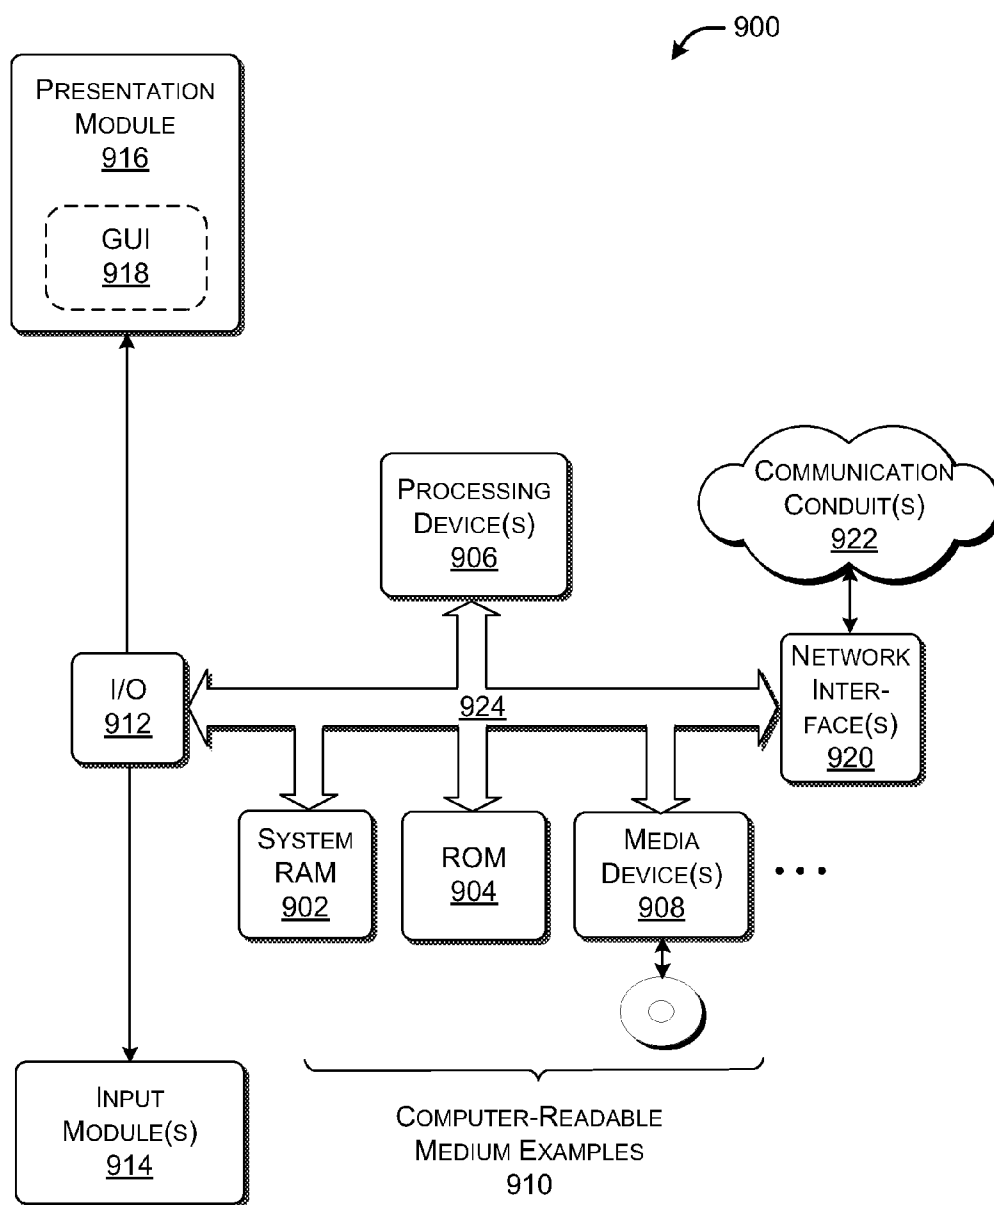 900
PRESENTATION
MODULE
916
GUI
918
PROCESSING
DEVICE(S)
906
COMMUNICATION
CONDUIT(S)
922
I/O
912
924
NETWORK
INTER-
FACE(S)
920
SYSTEM
RAM
902
ROM
904
MEDIA
DEVICE(S)
908
• • •
INPUT
MODULE(S)
914
COMPUTER-READABLE
MEDIUM EXAMPLES
910